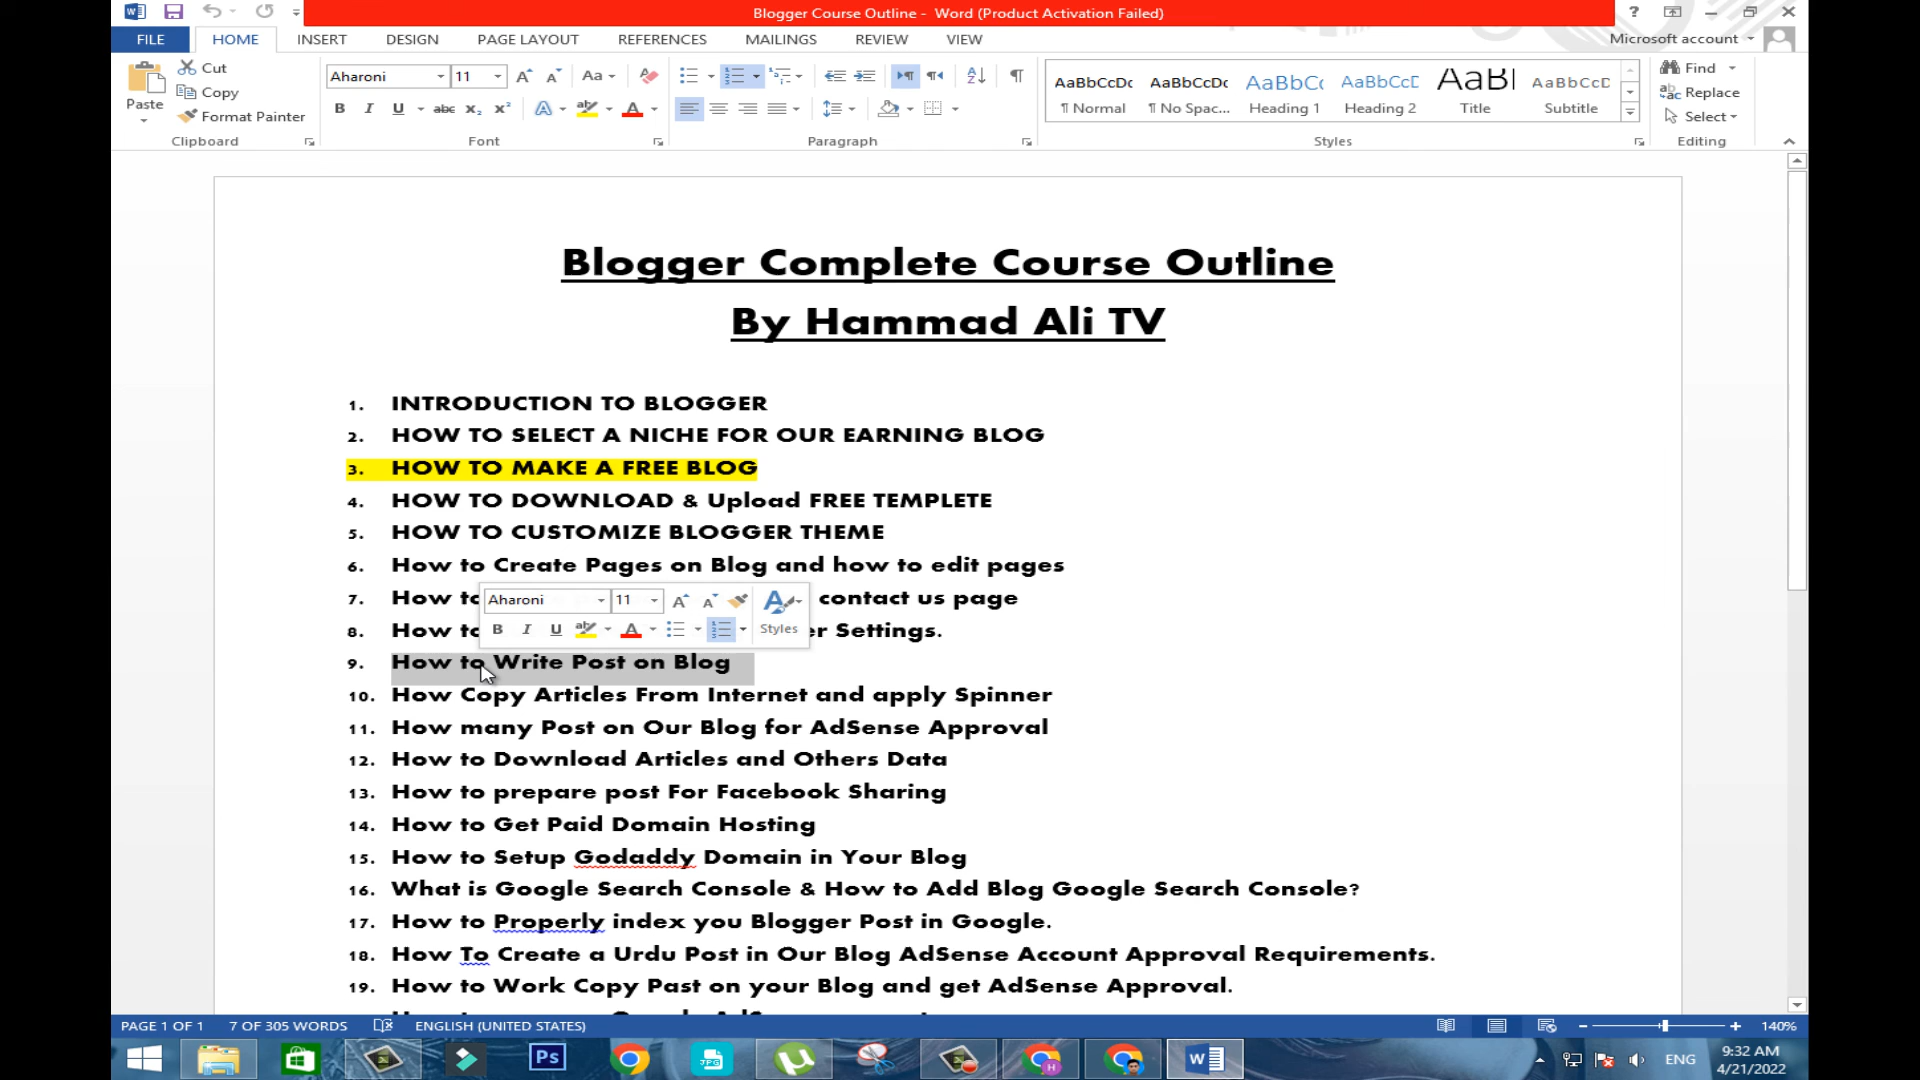 Blogger Course Outline - Word (Product Activation Failed)
?
FILE HOME INSERT DESIGN PAGE LAYOUT REFERENCES MAILINGS REVIEW VIEW Microsoft account
Paste
Cut
Copy
Format Painter
Clipboard
Aharoni 11 Aa
B I U abc x₂ x² A A
Font
Paragraph
AaBbCcDc AaBbCcDc AaBbCc AaBbCcD AaBl AaBbCcD
¶ Normal ¶ No Spac... Heading 1 Heading 2 Title Subtitle
Styles
Find
Replace
Select
Editing
Blogger Complete Course Outline
By Hammad Ali TV
1. INTRODUCTION TO BLOGGER
2. HOW TO SELECT A NICHE FOR OUR EARNING BLOG
3. HOW TO MAKE A FREE BLOG
4. HOW TO DOWNLOAD & Upload FREE TEMPLETE
5. HOW TO CUSTOMIZE BLOGGER THEME
6. How to Create Pages on Blog and how to edit pages
7. How to contact us page
8. How to Settings.
Aharoni 11
B I U A Styles
9. How to Write Post on Blog
10. How Copy Articles From Internet and apply Spinner
11. How many Post on Our Blog for AdSense Approval
12. How to Download Articles and Others Data
13. How to prepare post For Facebook Sharing
14. How to Get Paid Domain Hosting
15. How to Setup Godaddy Domain in Your Blog
16. What is Google Search Console & How to Add Blog Google Search Console?
17. How to Properly index you Blogger Post in Google.
18. How To Create a Urdu Post in Our Blog AdSense Account Approval Requirements.
19. How to Work Copy Past on your Blog and get AdSense Approval.
PAGE 1 OF 1 7 OF 305 WORDS ENGLISH (UNITED STATES) 140%
Ps JPG H W ENG
9:32 AM
4/21/2022